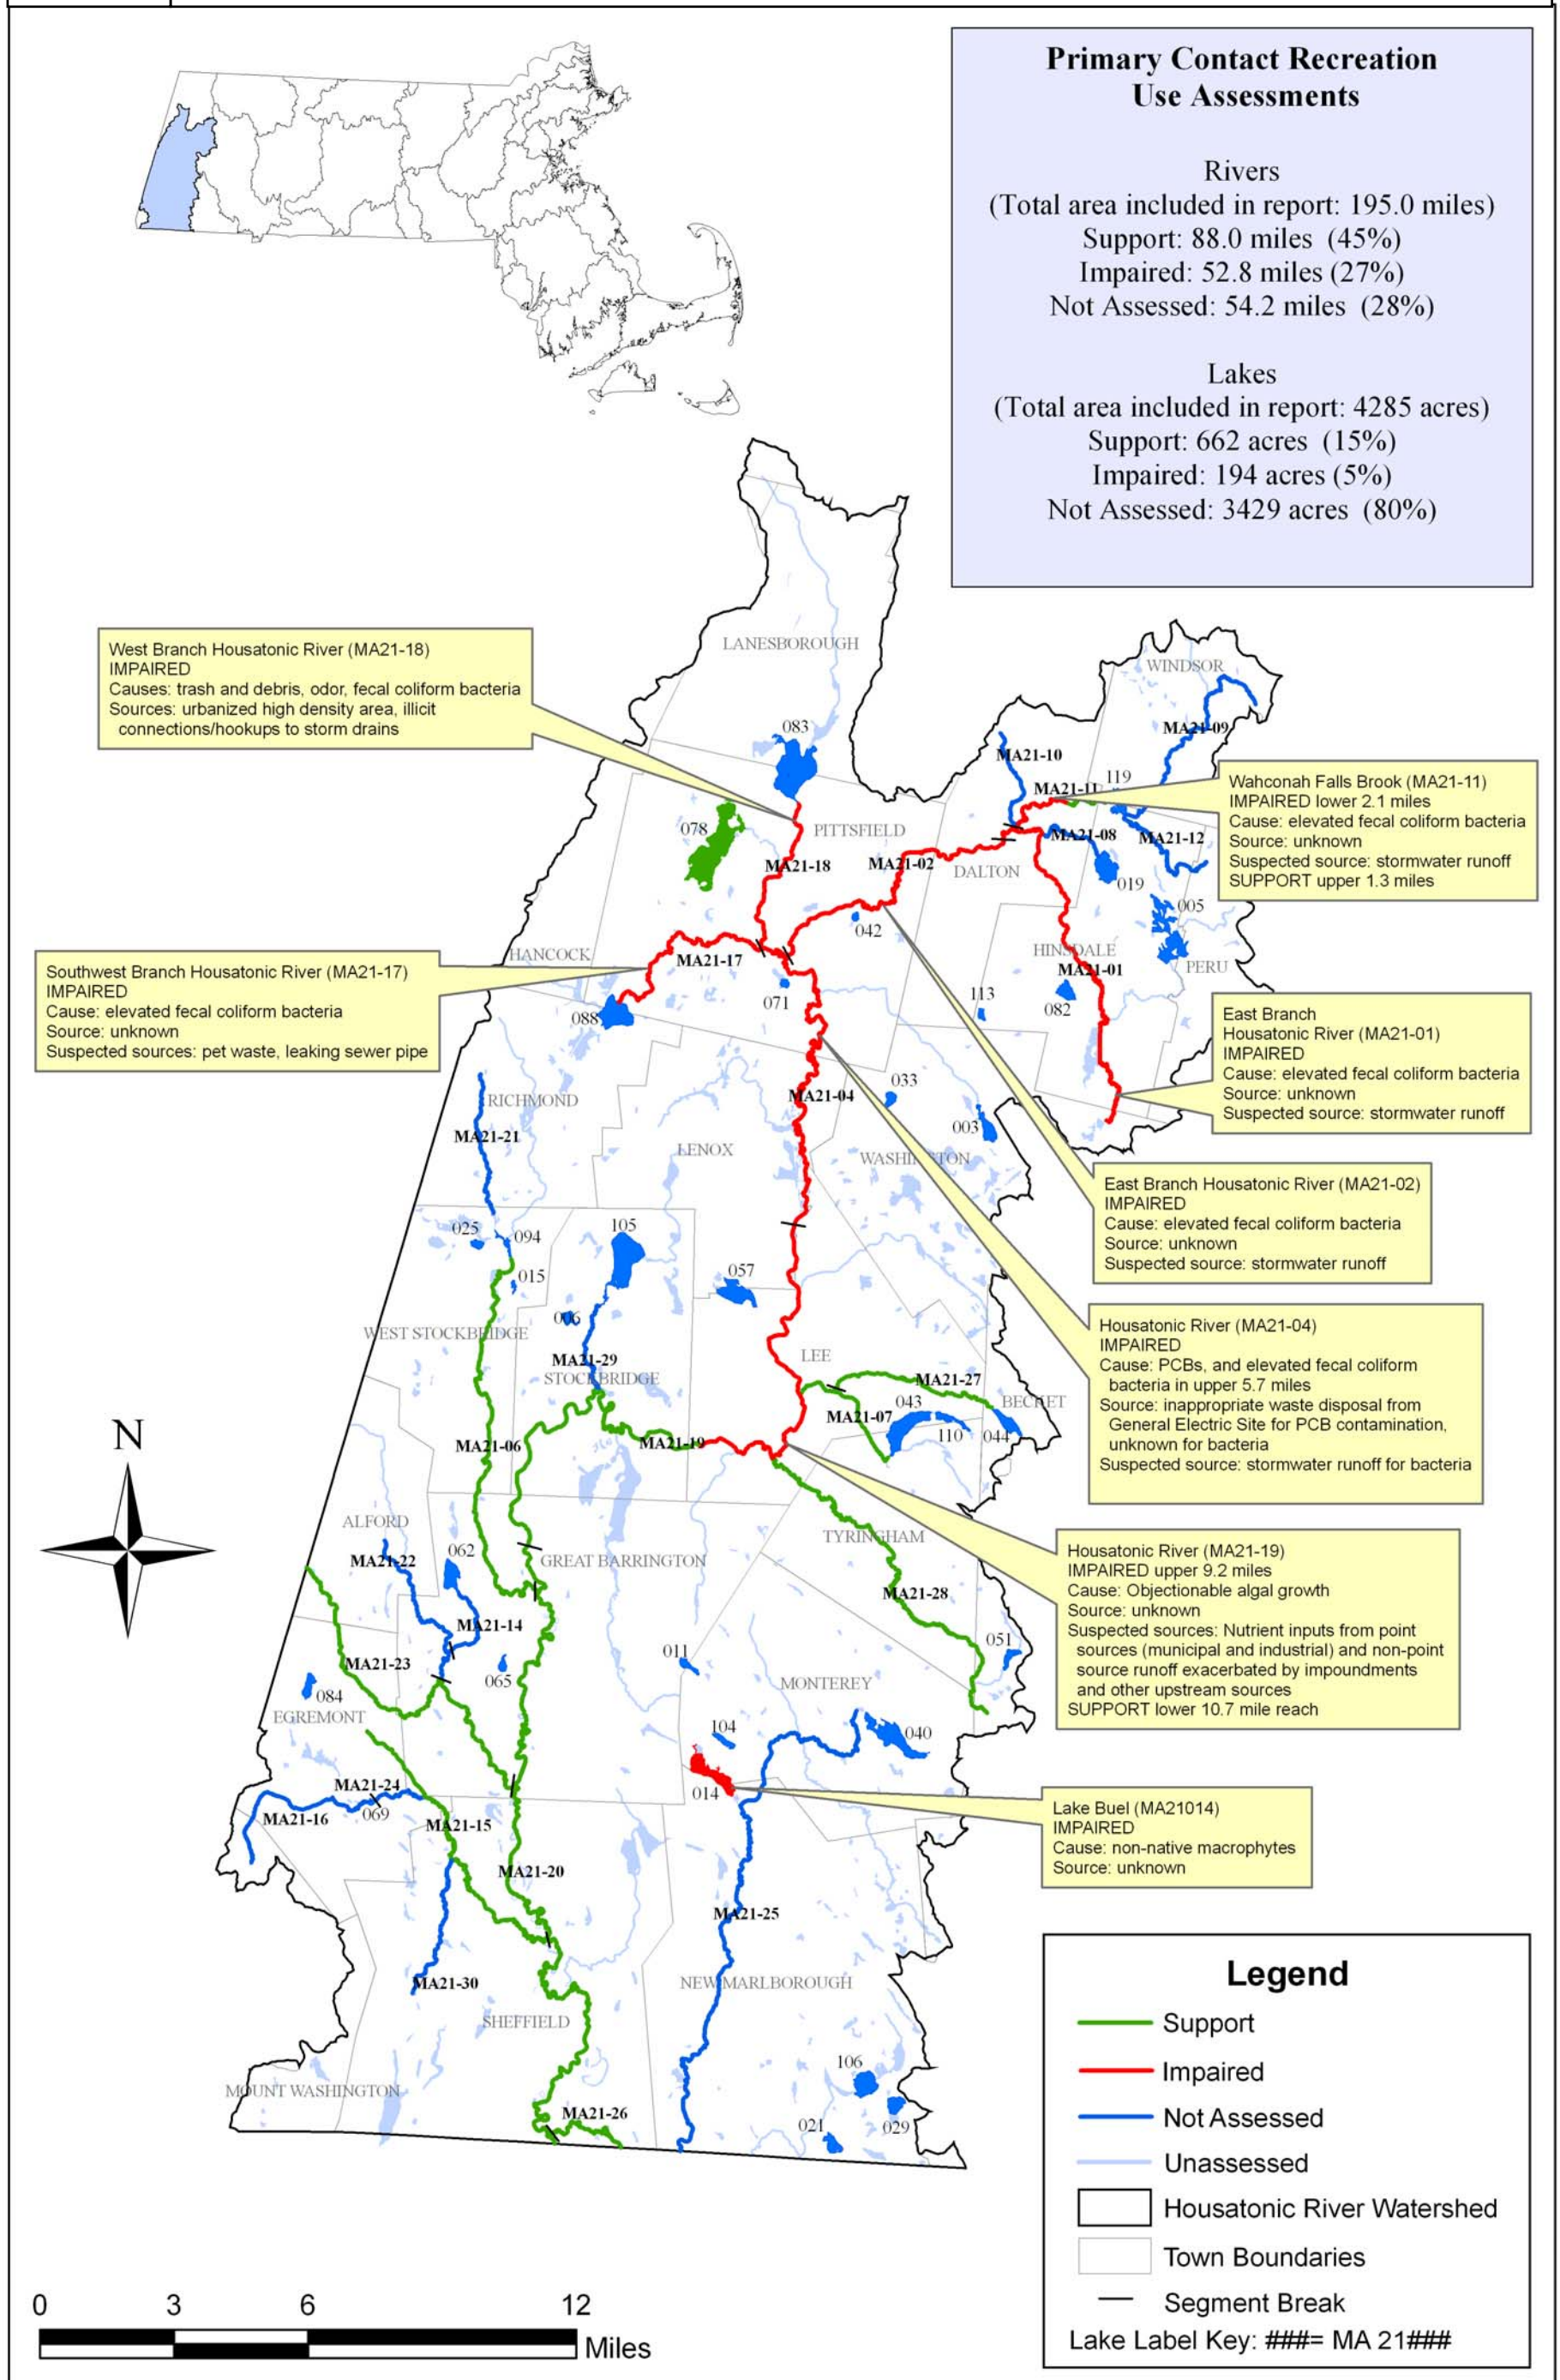 Primary Contact Recreation
Use Assessments
Rivers
(Total area included in report: 195.0 miles)
Support: 88.0 miles (45%)
Impaired: 52.8 miles (27%)
Not Assessed: 54.2 miles (28%)
Lakes
(Total area included in report: 4285 acres)
Support: 662 acres (15%)
Impaired: 194 acres (5%)
Not Assessed: 3429 acres (80%)
West Branch Housatonic River (MA21-18)
IMPAIRED
Causes: trash and debris, odor, fecal coliform bacteria
Sources: urbanized high density area, illicit
connections/hookups to storm drains
LANESBOROUGH
WINDSOR
083
MA21-09
MA21-10
119
MA21-11
Wahconah Falls Brook (MA21-11)
IMPAIRED lower 2.1 miles
Cause: elevated fecal coliform bacteria
Source: unknown
Suspected source: stormwater runoff
SUPPORT upper 1.3 miles
078
PITTSFIELD
MA21-08
MA21-12
MA21-18
MA21-02
DALTON
019
005
042
HANCOCK
MA21-17
HINSDALE
MA21-01
PERU
Southwest Branch Housatonic River (MA21-17)
IMPAIRED
Cause: elevated fecal coliform bacteria
Source: unknown
Suspected sources: pet waste, leaking sewer pipe
071
113
082
088
East Branch
Housatonic River (MA21-01)
IMPAIRED
Cause: elevated fecal coliform bacteria
Source: unknown
Suspected source: stormwater runoff
RICHMOND
MA21-04
033
003
MA21-21
LENOX
WASHINGTON
East Branch Housatonic River (MA21-02)
IMPAIRED
Cause: elevated fecal coliform bacteria
Source: unknown
Suspected source: stormwater runoff
025
094
105
015
057
006
WEST STOCKBRIDGE
Housatonic River (MA21-04)
IMPAIRED
Cause: PCBs, and elevated fecal coliform
bacteria in upper 5.7 miles
Source: inappropriate waste disposal from
General Electric Site for PCB contamination,
unknown for bacteria
Suspected source: stormwater runoff for bacteria
MA21-29
STOCKBRIDGE
LEE
MA21-27
BECKET
043
MA21-07
110
044
N
MA21-06
MA21-19
ALFORD
TYRINGHAM
MA21-22
062
GREAT BARRINGTON
MA21-28
Housatonic River (MA21-19)
IMPAIRED upper 9.2 miles
Cause: Objectionable algal growth
Source: unknown
Suspected sources: Nutrient inputs from point
sources (municipal and industrial) and non-point
source runoff exacerbated by impoundments
and other upstream sources
SUPPORT lower 10.7 mile reach
MA21-14
051
011
MA21-23
065
MONTEREY
084
EGREMONT
104
040
MA21-24
014
MA21-16
069
MA21-15
Lake Buel (MA21014)
IMPAIRED
Cause: non-native macrophytes
Source: unknown
MA21-20
MA21-25
MA21-30
NEW MARLBOROUGH
SHEFFIELD
106
MOUNT WASHINGTON
MA21-26
021
029
Legend
Support
Impaired
Not Assessed
Unassessed
Housatonic River Watershed
Town Boundaries
Segment Break
Lake Label Key: ###= MA 21###
0 3 6 12
Miles